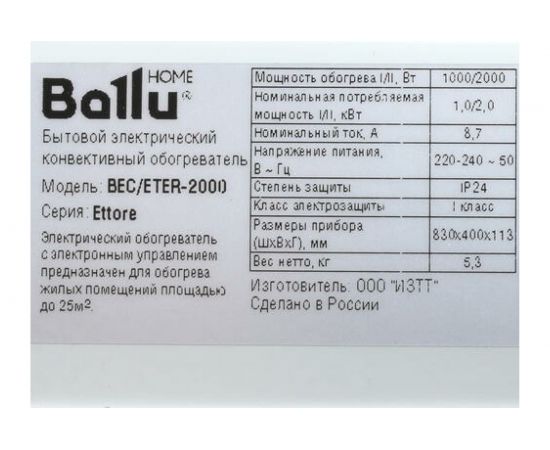 Ballu® HOME
Бытовой электрический
конвективный обогреватель
Модель: BEC/ETER-2000
Серия: Ettore
Электрический обогреватель
с электронным управлением
предназначен для обогрева
жилых помещений площадью
до 25м².
Мощность обогрева I/II, Вт 1000/2000
Номинальная потребляемая
мощность I/II, кВт 1,0/2,0
Номинальный ток, А 8,7
Напряжение питания,
В ~ Гц 220-240 ~ 50
Степень защиты IP24
Класс электрозащиты I класс
Размеры прибора
(ШхВхГ), мм 830х400х113
Вес нетто, кг 5,3
Изготовитель: ООО "ИЗТТ"
Сделано в России